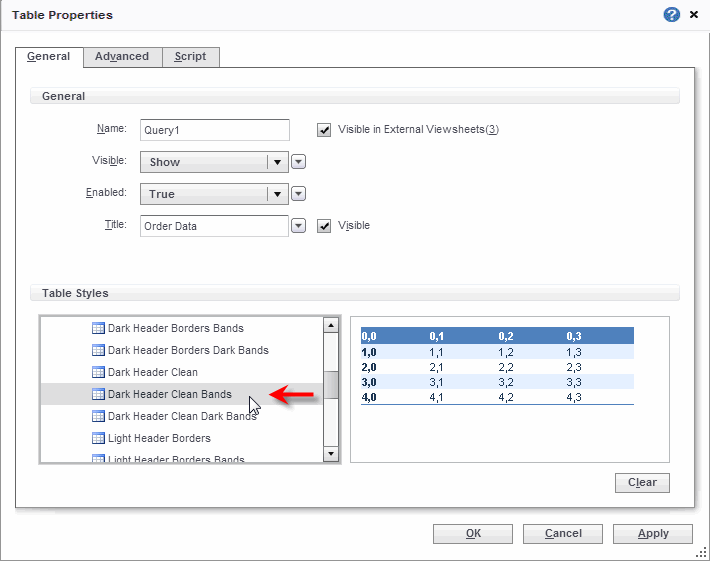 Table Properties
General Advanced Script
General
Name: Query1 Visible in External Viewsheets(3)
Visible: Show
Enabled: True
Title: Order Data Visible
Table Styles
Dark Header Borders Bands
Dark Header Borders Dark Bands
Dark Header Clean
Dark Header Clean Bands
Dark Header Clean Dark Bands
Light Header Borders
Light Header Borders Bands
0,0 0,1 0,2 0,3
1,0 1,1 1,2 1,3
2,0 2,1 2,2 2,3
3,0 3,1 3,2 3,3
4,0 4,1 4,2 4,3
Clear
OK Cancel Apply